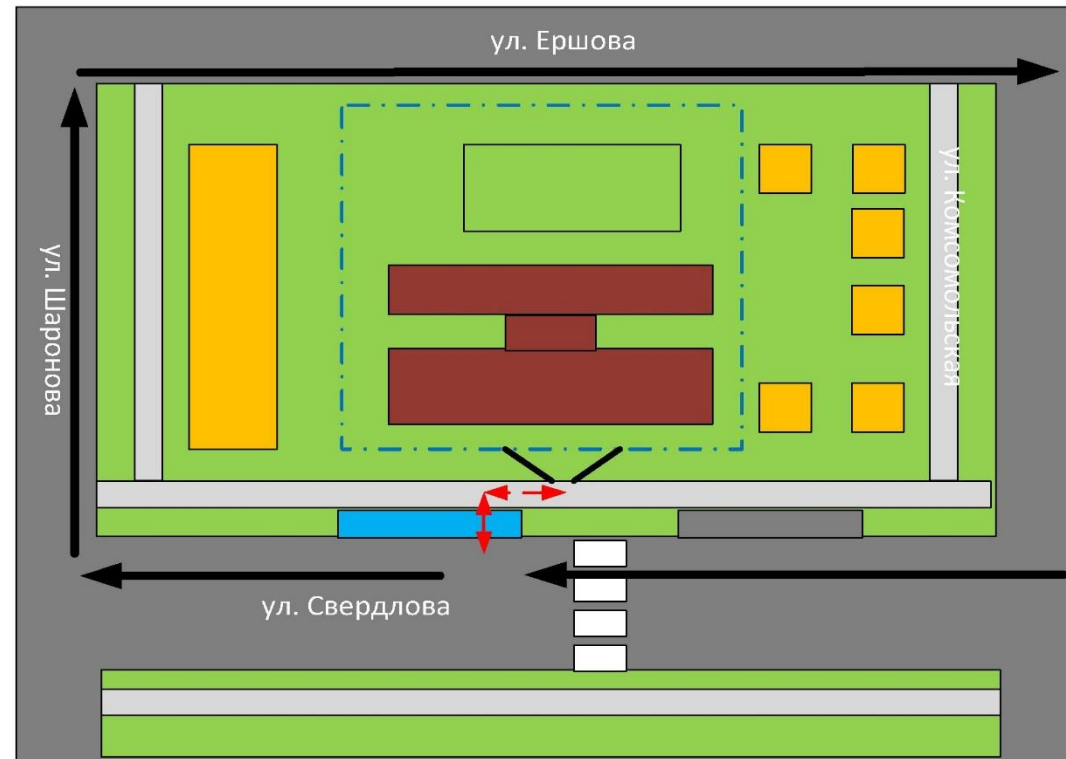 ул. Ершова
ул. Шаронова
ул. Комсомольская
ул. Свердлова